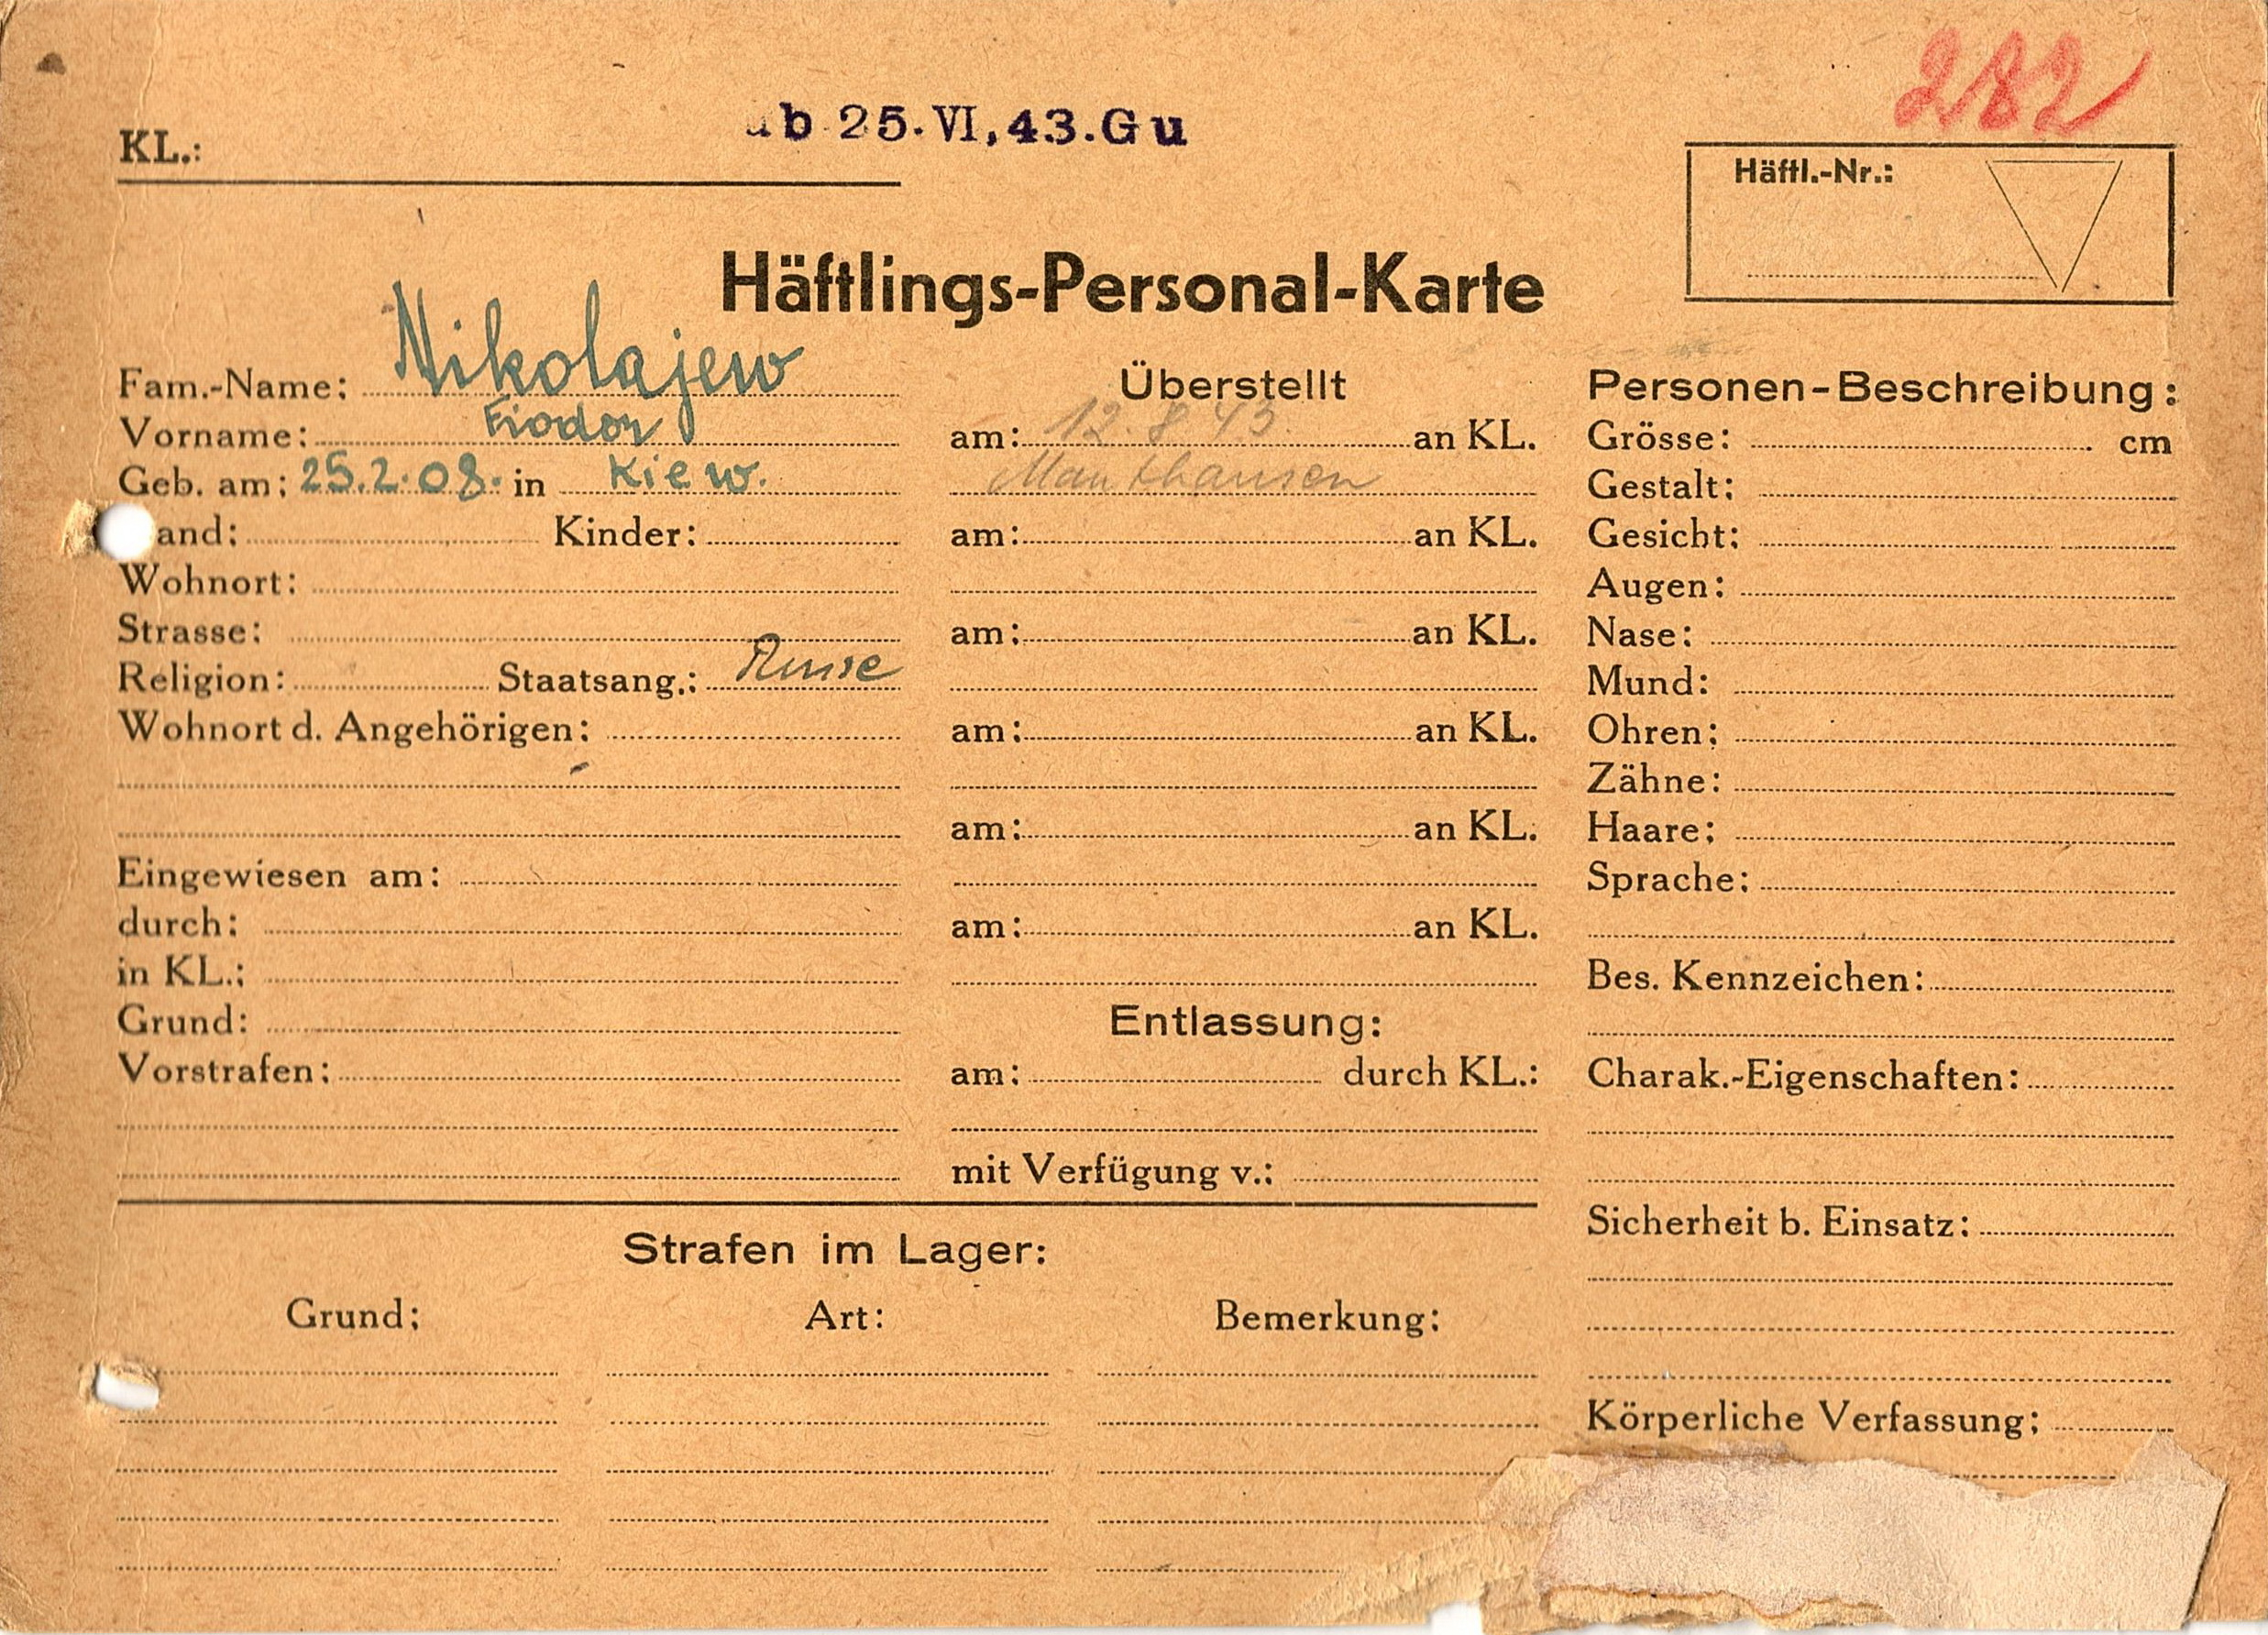 282
ab 25.VI,43.Gu
KL.:
Häftl.-Nr.:
Häftlings-Personal-Karte
Fam.-Name: Nikolajew
Vorname: Fiodor
Geb. am: 25.2.08. in Kiew.
and: Kinder:
Wohnort:
Strasse:
Religion: Staatsang.: Russe
Wohnort d. Angehörigen:
Eingewiesen am:
durch:
in KL.:
Grund:
Vorstrafen:
Überstellt
am: 12.8.43. an KL.
Mauthausen
am: an KL.
am: an KL.
am: an KL.
am: an KL.
am: an KL.
Entlassung:
am: durch KL.:
mit Verfügung v.:
Personen-Beschreibung:
Grösse: cm
Gestalt:
Gesicht:
Augen:
Nase:
Mund:
Ohren:
Zähne:
Haare:
Sprache:
Bes. Kennzeichen:
Charak.-Eigenschaften:
Sicherheit b. Einsatz:
Körperliche Verfassung:
Strafen im Lager:
Grund: Art: Bemerkung: